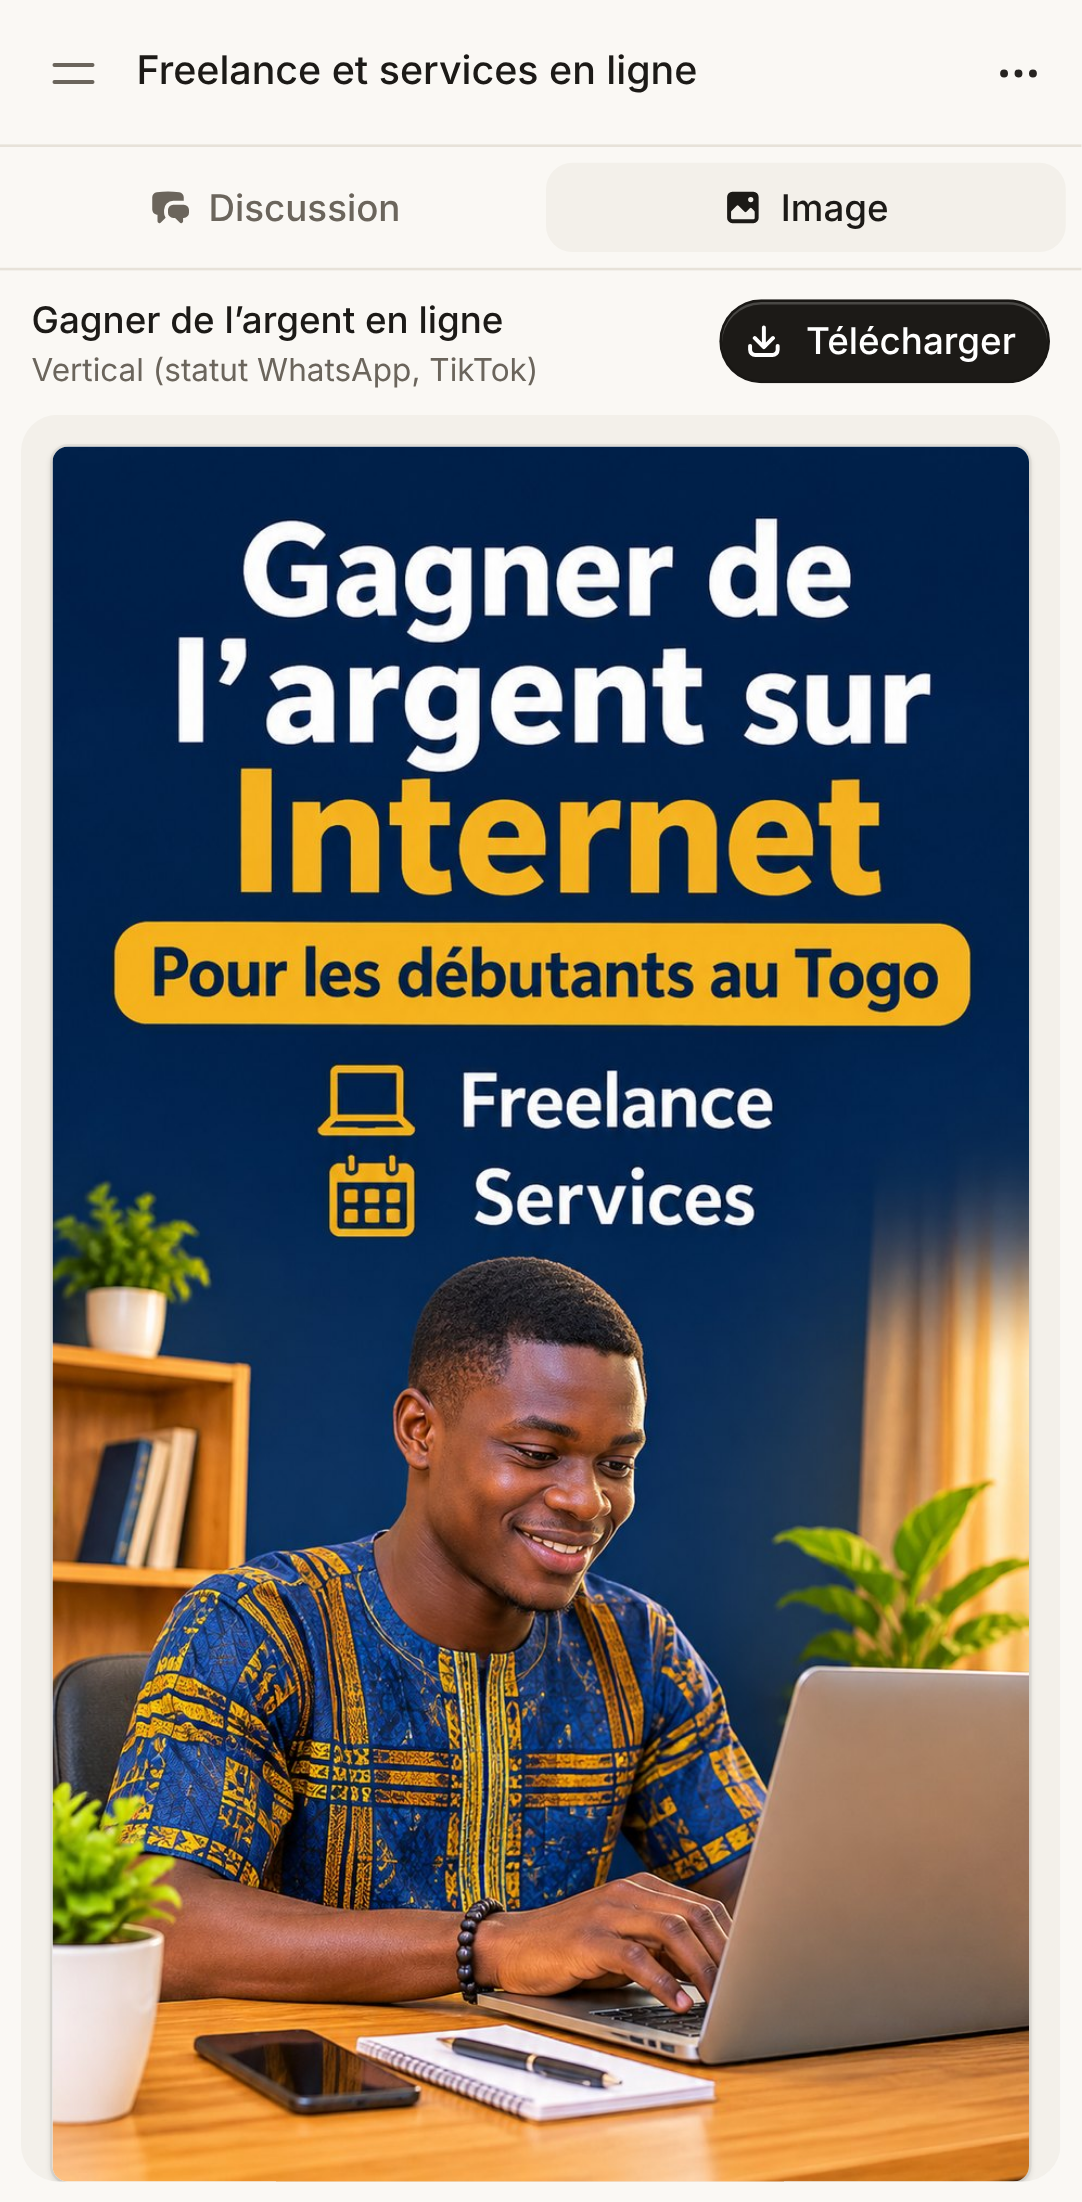 Freelance et services en ligne
Discussion
Image
Gagner de l’argent en ligne
Vertical (statut WhatsApp, TikTok)
Télécharger
Gagner de
l’argent sur
Internet
Pour les débutants au Togo
Freelance
Services